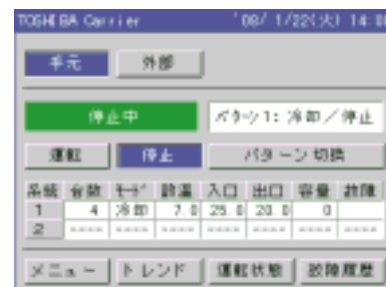 TOSHIBA Carrier '08/ 1/22(火) 14:0
手元 外部
停止中 パターン1: 冷却/停止
運転 停止 パターン切換
系統 台数 モード 設温 入口 出口 容量 故障
1 4 冷却 7.0 25.0 20.0 0
2 ---- ---- ---- ---- ---- ---- ----
メニュー トレンド 運転状態 故障履歴